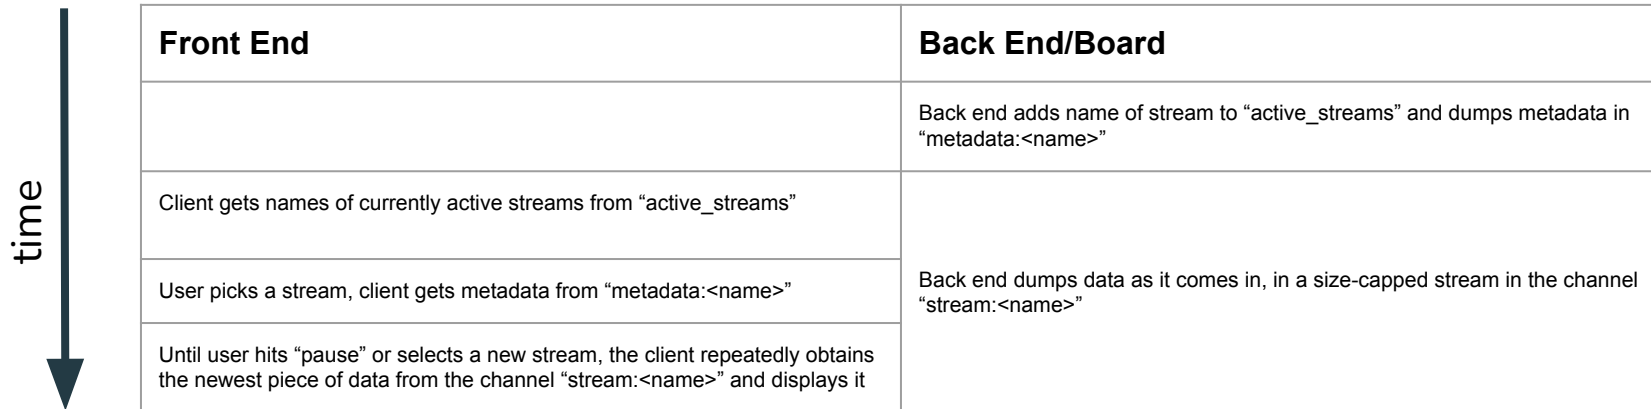 time
Front End
Back End/Board
Back end adds name of stream to “active_streams” and dumps metadata in
“metadata:<name>”
Client gets names of currently active streams from “active_streams”
User picks a stream, client gets metadata from “metadata:<name>”
Until user hits “pause” or selects a new stream, the client repeatedly obtains
the newest piece of data from the channel “stream:<name>” and displays it
Back end dumps data as it comes in, in a size-capped stream in the channel
“stream:<name>”